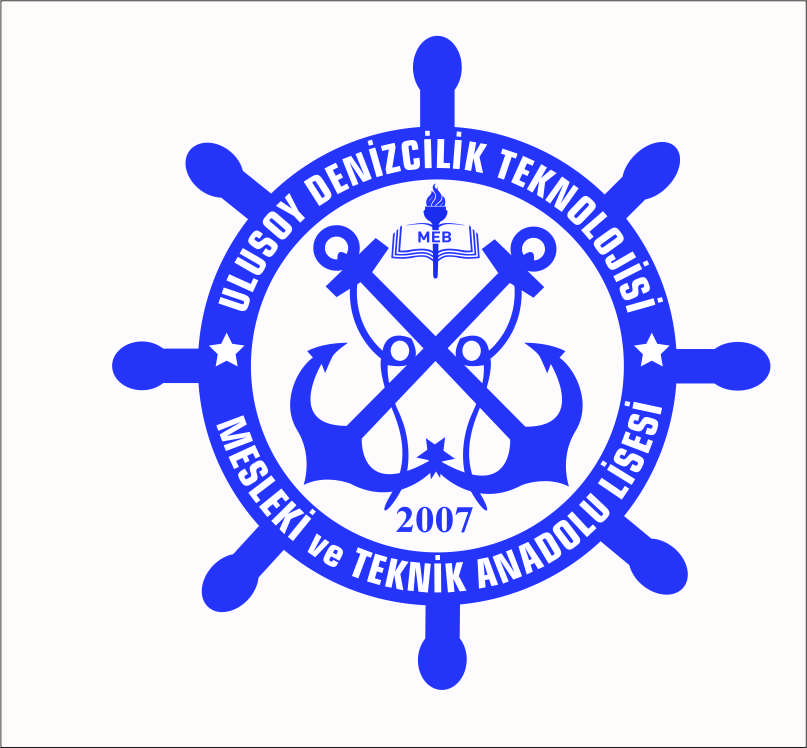 ULUSOY DENİZCİLİK TEKNOLOJİSİ
MEB
2007
MESLEKİ ve TEKNİK ANADOLU LİSESİ